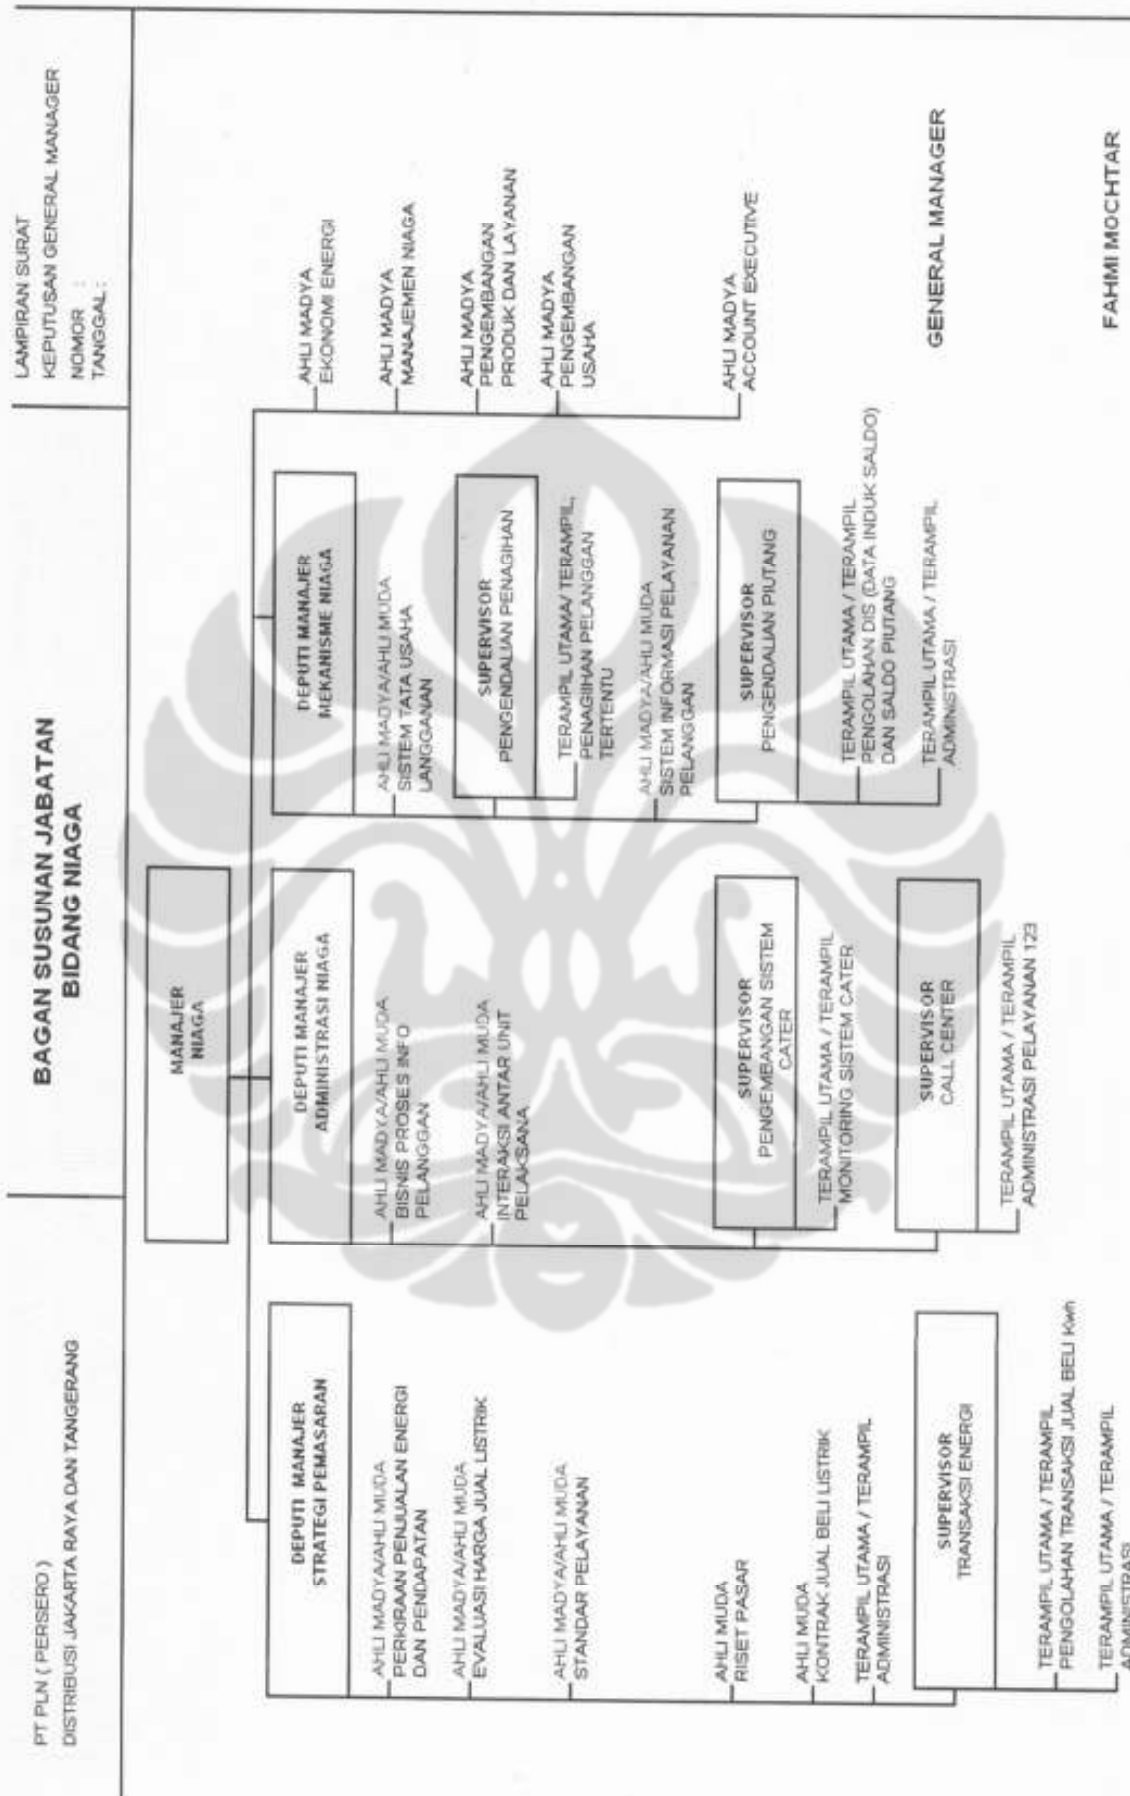 PT PLN ( PERSERO )
DISTRIBUSI JAKARTA RAYA DAN TANGERANG
BAGAN SUSUNAN JABATAN
BIDANG NIAGA
LAMPIRAN SURAT
KEPUTUSAN GENERAL MANAGER
NOMOR :
TANGGAL :
MANAJER
NIAGA
DEPUTI MANAJER
STRATEGI PEMASARAN
AHLI MADYA/AHLI MUDA
PERKIRAAN PENJUALAN ENERGI
DAN PENDAPATAN
AHLI MADYA/AHLI MUDA
EVALUASI HARGA JUAL LISTRIK
AHLI MADYA/AHLI MUDA
STANDAR PELAYANAN
AHLI MUDA
RISET PASAR
AHLI MUDA
KONTRAK JUAL BELI LISTRIK
TERAMPIL UTAMA / TERAMPIL
ADMINISTRASI
SUPERVISOR
TRANSAKSI ENERGI
TERAMPIL UTAMA / TERAMPIL
PENGOLAHAN TRANSAKSI JUAL BELI Kwh
TERAMPIL UTAMA / TERAMPIL
ADMINISTRASI
DEPUTI MANAJER
ADMINISTRASI NIAGA
AHLI MADYA/AHLI MUDA
BISNIS PROSES INFO
PELANGGAN
AHLI MADYA/AHLI MUDA
INTERAKSI ANTAR UNIT
PELAKSANA
SUPERVISOR
PENGEMBANGAN SISTEM
CATER
TERAMPIL UTAMA / TERAMPIL
MONITORING SISTEM CATER
SUPERVISOR
CALL CENTER
TERAMPIL UTAMA / TERAMPIL
ADMINISTRASI PELAYANAN 123
DEPUTI MANAJER
MEKANISME NIAGA
AHLI MADYA/AHLI MUDA
SISTEM TATA USAHA
LANGGANAN
SUPERVISOR
PENGENDALIAN PENAGIHAN
TERAMPIL UTAMA/ TERAMPIL,
PENAGIHAN PELANGGAN
TERTENTU
AHLI MADYA/AHLI MUDA
SISTEM INFORMASI PELAYANAN
PELANGGAN
SUPERVISOR
PENGENDALIAN PIUTANG
TERAMPIL UTAMA / TERAMPIL
PENGOLAHAN DIS (DATA INDUK SALDO)
DAN SALDO PIUTANG
TERAMPIL UTAMA / TERAMPIL,
ADMINISTRASI
AHLI MADYA
EKONOMI ENERGI
AHLI MADYA
MANAJEMEN NIAGA
AHLI MADYA
PENGEMBANGAN
PRODUK DAN LAYANAN
AHLI MADYA
PENGEMBANGAN
USAHA
AHLI MADYA
ACCOUNT EXECUTIVE
GENERAL MANAGER
FAHMI MOCHTAR